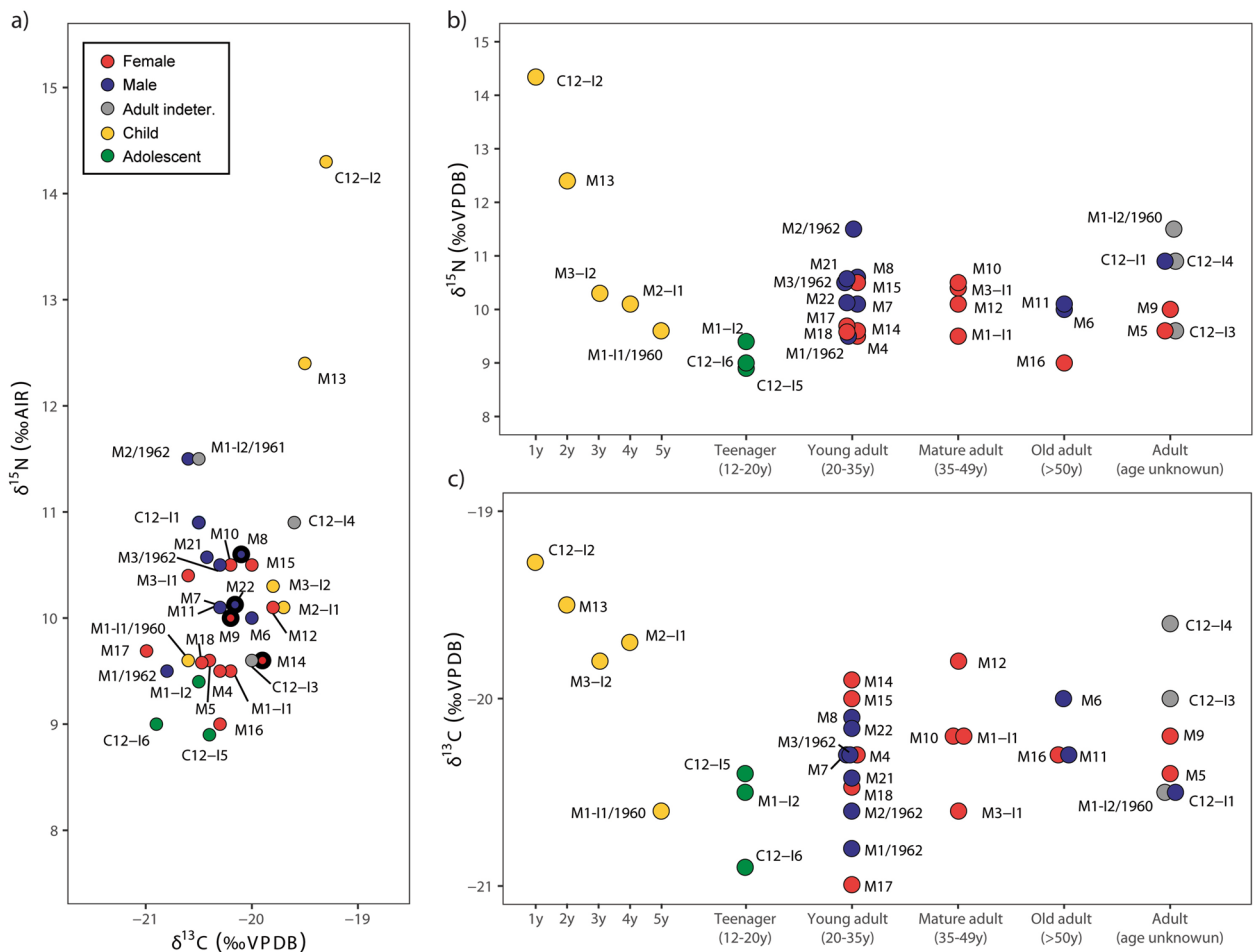 a)
Female
Male
Adult indeter.
Child
Adolescent
15
14
13
12
11
10
9
8
δ15N (‰AIR)
C12–I2
M13
M2/1962
M1-I2/1961
C12–I1
C12–I4
M10
M8
M21
M3/1962
M15
M3–I1
M3–I2
M7
M22
M11
M2–I1
M1-I1/1960
M18
M9
M6
M12
M17
M14
M1/1962
M1–I2
M4
C12–I3
M5
M1–I1
M16
C12–I6
C12–I5
−21
−20
−19
δ13C (‰VPDB)
b)
15
14
13
12
11
10
9
8
δ15N (‰VPDB)
C12–I2
M13
M3–I2
M2–I1
M1-I1/1960
M1–I2
C12–I6
C12–I5
M2/1962
M21
M8
M3/1962
M15
M22
M7
M17
M18
M14
M1/1962
M4
M10
M3–I1
M12
M1–I1
M11
M6
M16
M1-I2/1960
C12–I1
C12–I4
M9
M5
C12–I3
1y
2y
3y
4y
5y
Teenager
(12-20y)
Young adult
(20-35y)
Mature adult
(35-49y)
Old adult
(>50y)
Adult
(age unknowun)
c)
−19
−20
−21
δ13C (‰VPDB)
C12–I2
M13
M2–I1
M3–I2
M1-I1/1960
C12–I5
M1–I2
C12–I6
M14
M15
M8
M22
M3/1962
M7
M4
M21
M18
M2/1962
M1/1962
M17
M12
M10
M1–I1
M3–I1
M6
M16
M11
C12–I4
C12–I3
M9
M5
M1-I2/1960
C12–I1
1y
2y
3y
4y
5y
Teenager
(12-20y)
Young adult
(20-35y)
Mature adult
(35-49y)
Old adult
(>50y)
Adult
(age unknowun)